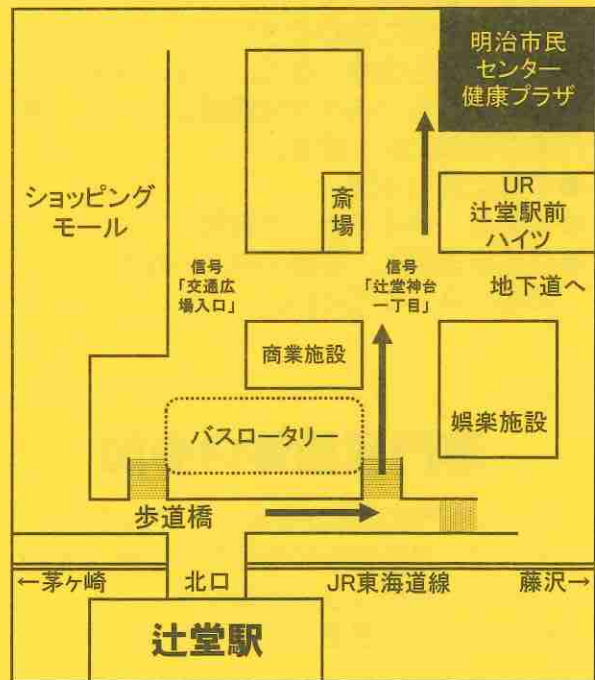 明治市民
センター
健康プラザ
ショッピング
モール
斎
場
UR
辻堂駅前
ハイツ
信号
「交通広
場入口」
信号
「辻堂神台
一丁目」
地下道へ
商業施設
バスロータリー
娯楽施設
歩道橋
←茅ヶ崎
北口
JR東海道線
藤沢→
辻堂駅